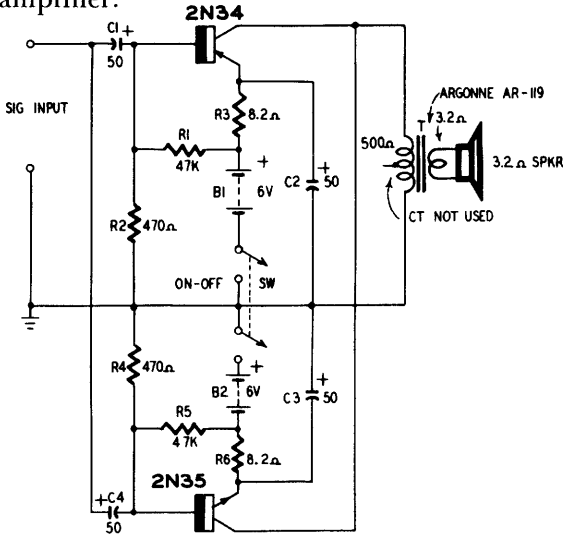 amplifier.
2N34
C1 +
50
SIG INPUT
R3 8.2Ω
ARGONNE AR-119
T 3.2Ω
500Ω
3.2Ω SPKR
R1
47K
+
B1 6V
C2 + 50
R2 470Ω
CT NOT USED
ON-OFF SW
R4 470Ω
+
B2 6V
+
C3 50
R5
47K
R6 8.2Ω
2N35
+C4
50